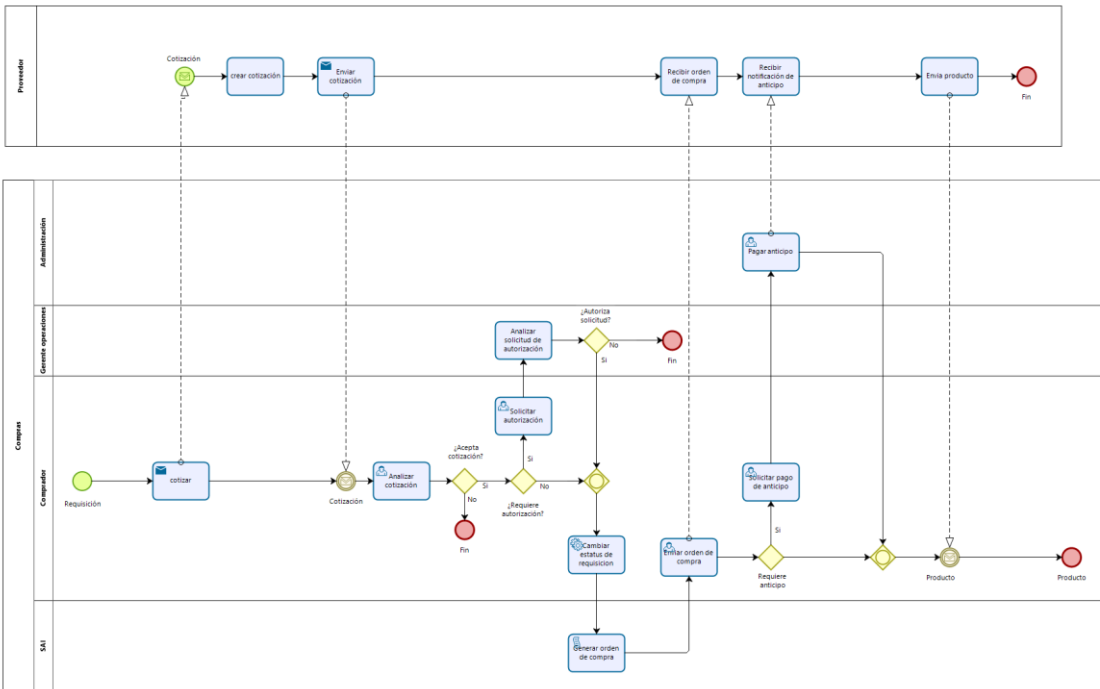 Proveedor
Cotización
crear cotización
Enviar
cotización
Recibir orden
de compra
Recibir
notificación de
anticipo
Envia producto
Fin
Compras
Administración
Pagar anticipo
Gerente operaciones
Analizar
solicitud de
autorización
¿Autoriza
solicitud?
No
Si
Fin
Comprador
Requisición
cotizar
Cotización
Analizar
cotización
¿Acepta
cotización?
Si
No
Fin
Solicitar
autorización
Si
¿Requiere
autorización?
No
Cambiar
estatus de
requisicion
Enviar orden de
compra
Solicitar pago
de anticipo
Si
Requiere
anticipo
Producto
Producto
SAI
Generar orden
de compra